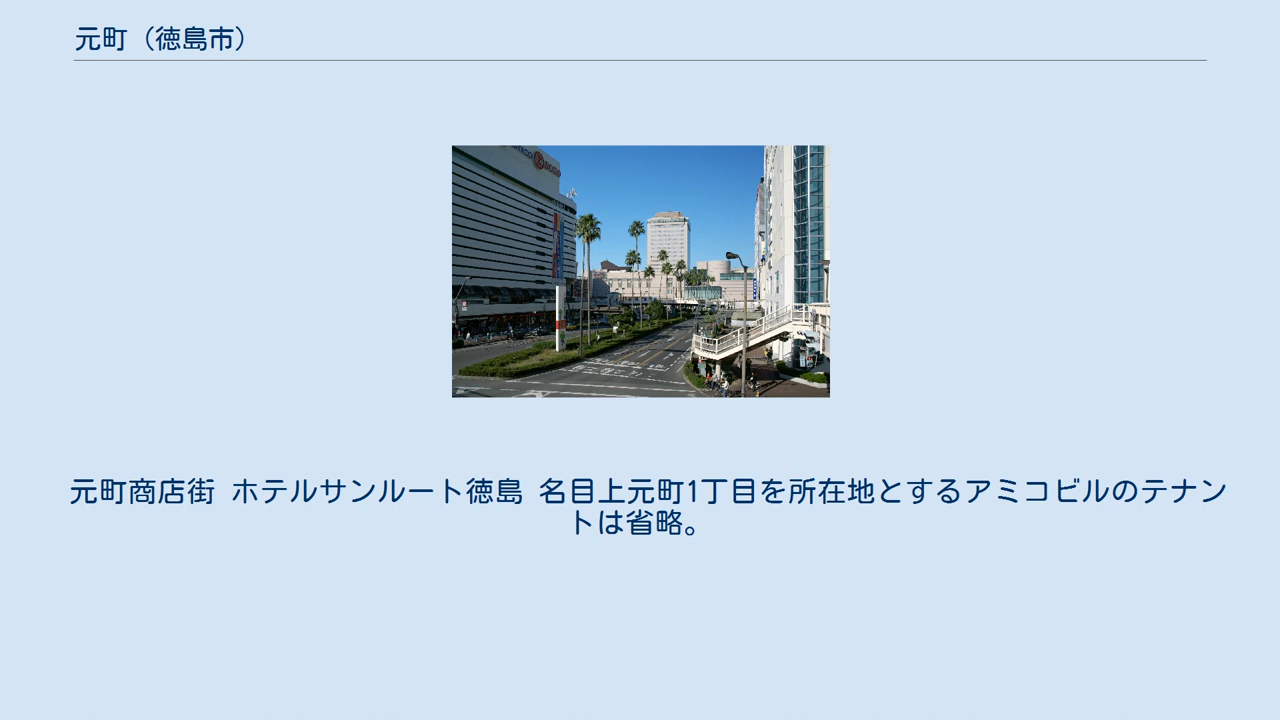 元町（徳島市）
元町商店街 ホテルサンルート徳島 名目上元町1丁目を所在地とするアミコビルのテナン
トは省略。